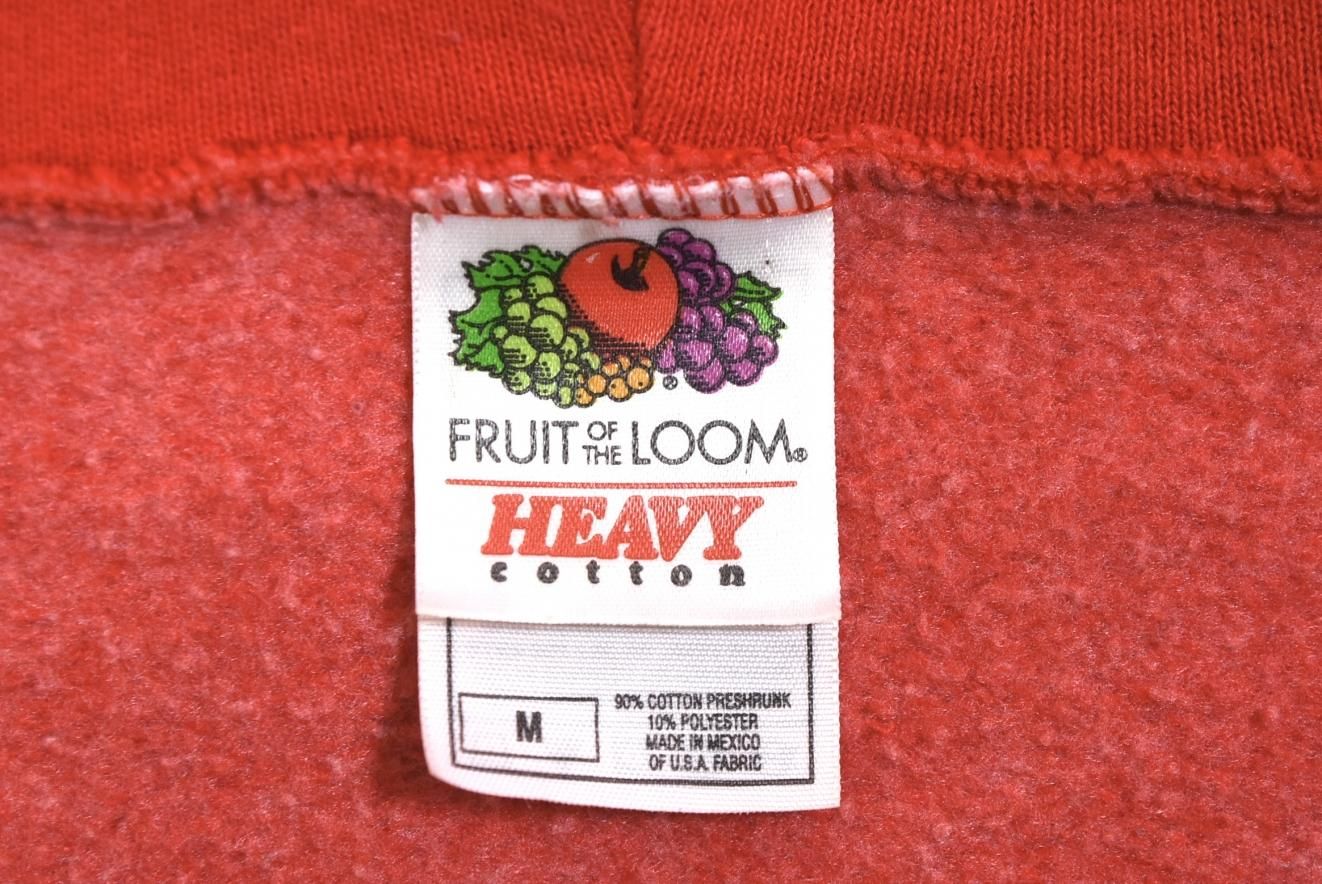 ®
FRUIT OF THE LOOM®
HEAVY
cotton
M
90% COTTON PRESHRUNK
10% POLYESTER
MADE IN MEXICO
OF U.S.A. FABRIC